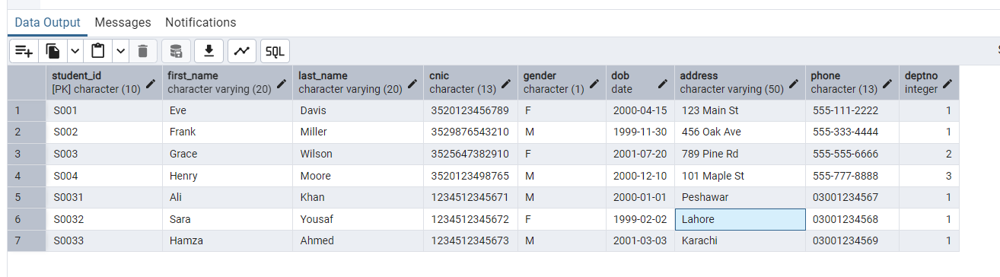 Data Output Messages Notifications
SQL S
student_id first_name last_name cnic gender dob address phone deptno
[PK] character (10) character varying (20) character varying (20) character (13) character (1) date character varying (50) character (13) integer
1 S001 Eve Davis 3520123456789 F 2000-04-15 123 Main St 555-111-2222 1
2 S002 Frank Miller 3529876543210 M 1999-11-30 456 Oak Ave 555-333-4444 1
3 S003 Grace Wilson 3525647382910 F 2001-07-20 789 Pine Rd 555-555-6666 2
4 S004 Henry Moore 3520123498765 M 2000-12-10 101 Maple St 555-777-8888 3
5 S0031 Ali Khan 1234512345671 M 2000-01-01 Peshawar 03001234567 1
6 S0032 Sara Yousaf 1234512345672 F 1999-02-02 Lahore 03001234568 1
7 S0033 Hamza Ahmed 1234512345673 M 2001-03-03 Karachi 03001234569 1